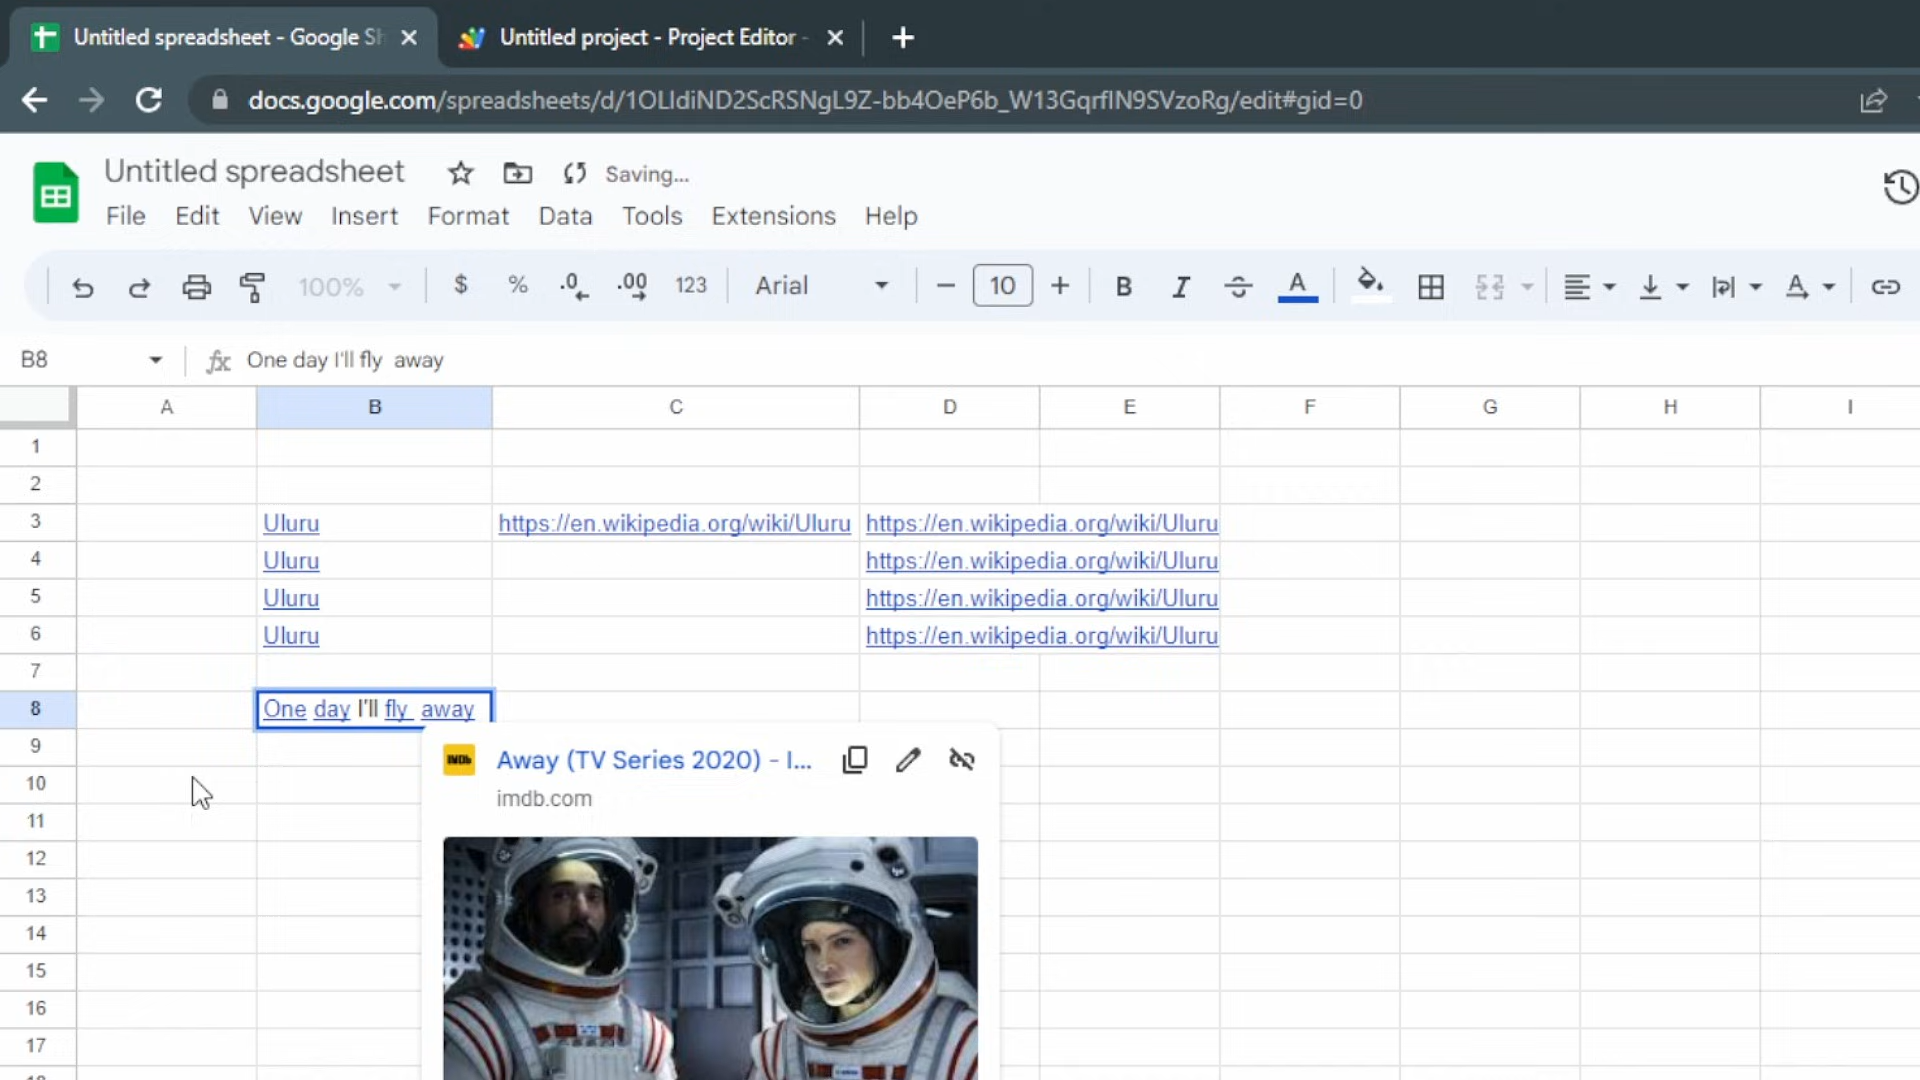 Untitled spreadsheet - Google Sh
Untitled project - Project Editor -
docs.google.com/spreadsheets/d/1OLIdiND2ScRSNgL9Z-bb4OeP6b_W13GqrfIN9SVzoRg/edit#gid=0
Untitled spreadsheet Saving...
File Edit View Insert Format Data Tools Extensions Help
100% $ % .0 .00 123 Arial 10 B I A
B8 fx One day I'll fly  away
A B C D E F G H I
1
2
3 Uluru https://en.wikipedia.org/wiki/Uluru https://en.wikipedia.org/wiki/Uluru
4 Uluru https://en.wikipedia.org/wiki/Uluru
5 Uluru https://en.wikipedia.org/wiki/Uluru
6 Uluru https://en.wikipedia.org/wiki/Uluru
7
8 One day I'll fly  away
9
IMDb Away (TV Series 2020) - I...
10
imdb.com
11
12
13
14
15
16
17